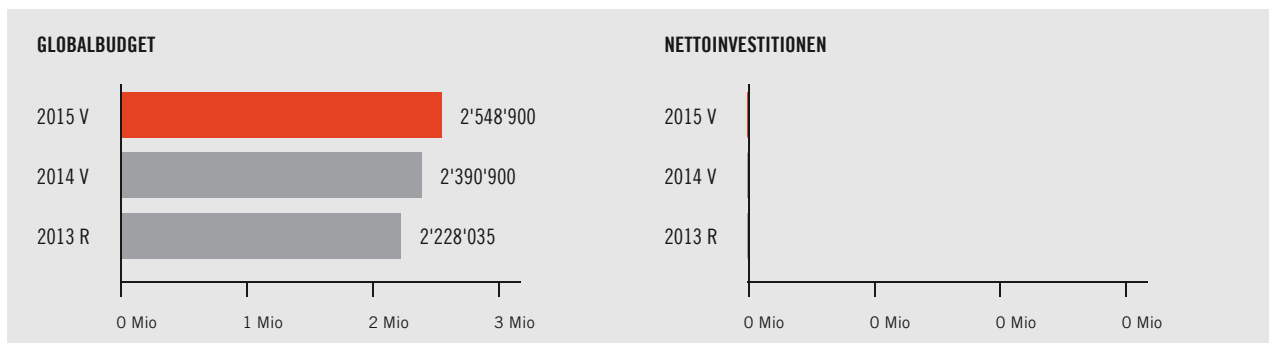 GLOBALBUDGET
2015 V 2'548'900
2014 V 2'390'900
2013 R 2'228'035
0 Mio 1 Mio 2 Mio 3 Mio
NETTOINVESTITIONEN
2015 V
2014 V
2013 R
0 Mio 0 Mio 0 Mio 0 Mio